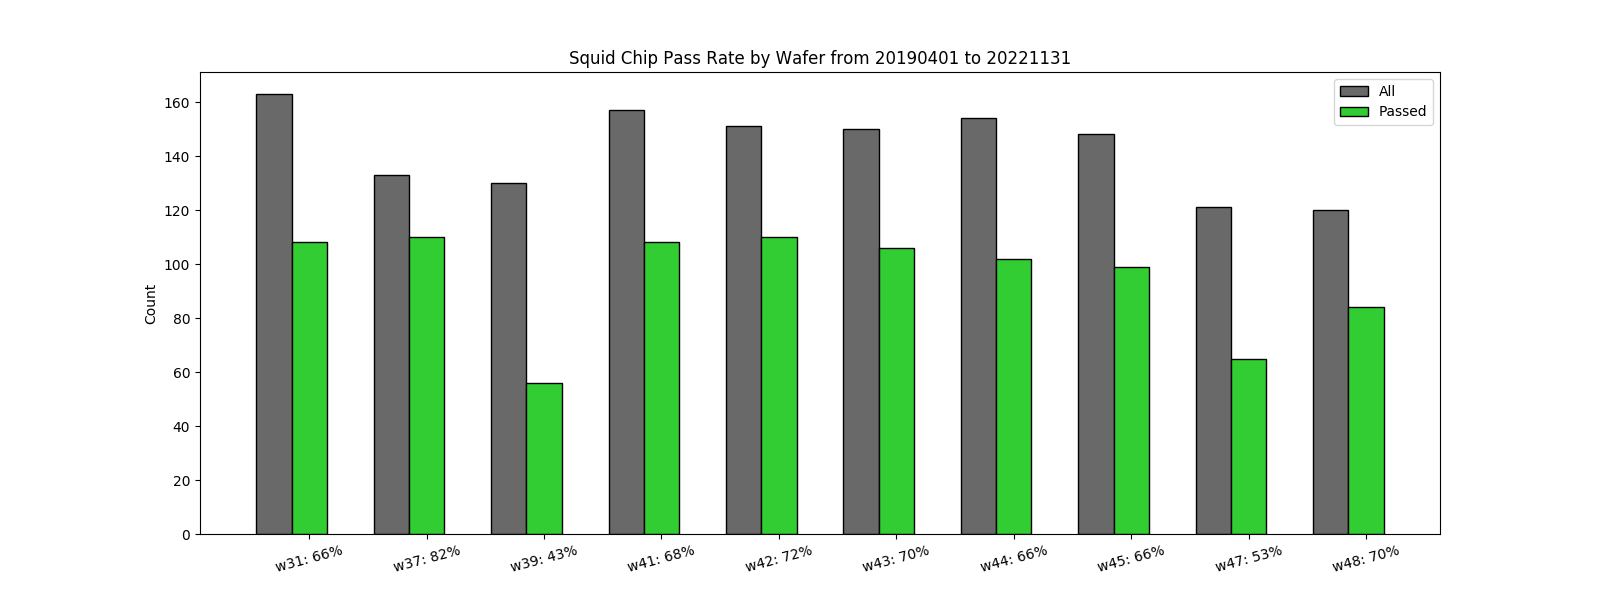 Squid Chip Pass Rate by Wafer from 20190401 to 20221131
All
Passed
Count
160
140
120
100
80
60
40
20
0
w31: 66%
w37: 82%
w39: 43%
w41: 68%
w42: 72%
w43: 70%
w44: 66%
w45: 66%
w47: 53%
w48: 70%